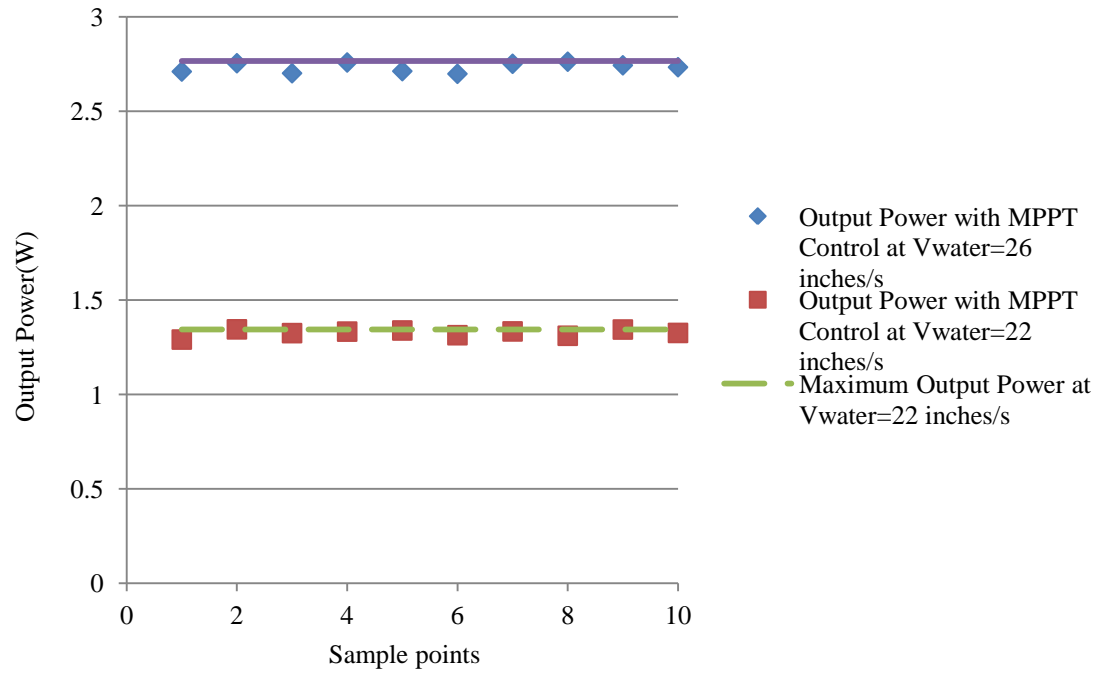 3
2.5
2
1.5
1
0.5
0
0
2
4
6
8
10
Output Power(W)
Sample points
Output Power with MPPT
Control at Vwater=26
inches/s
Output Power with MPPT
Control at Vwater=22
inches/s
Maximum Output Power at
Vwater=22 inches/s